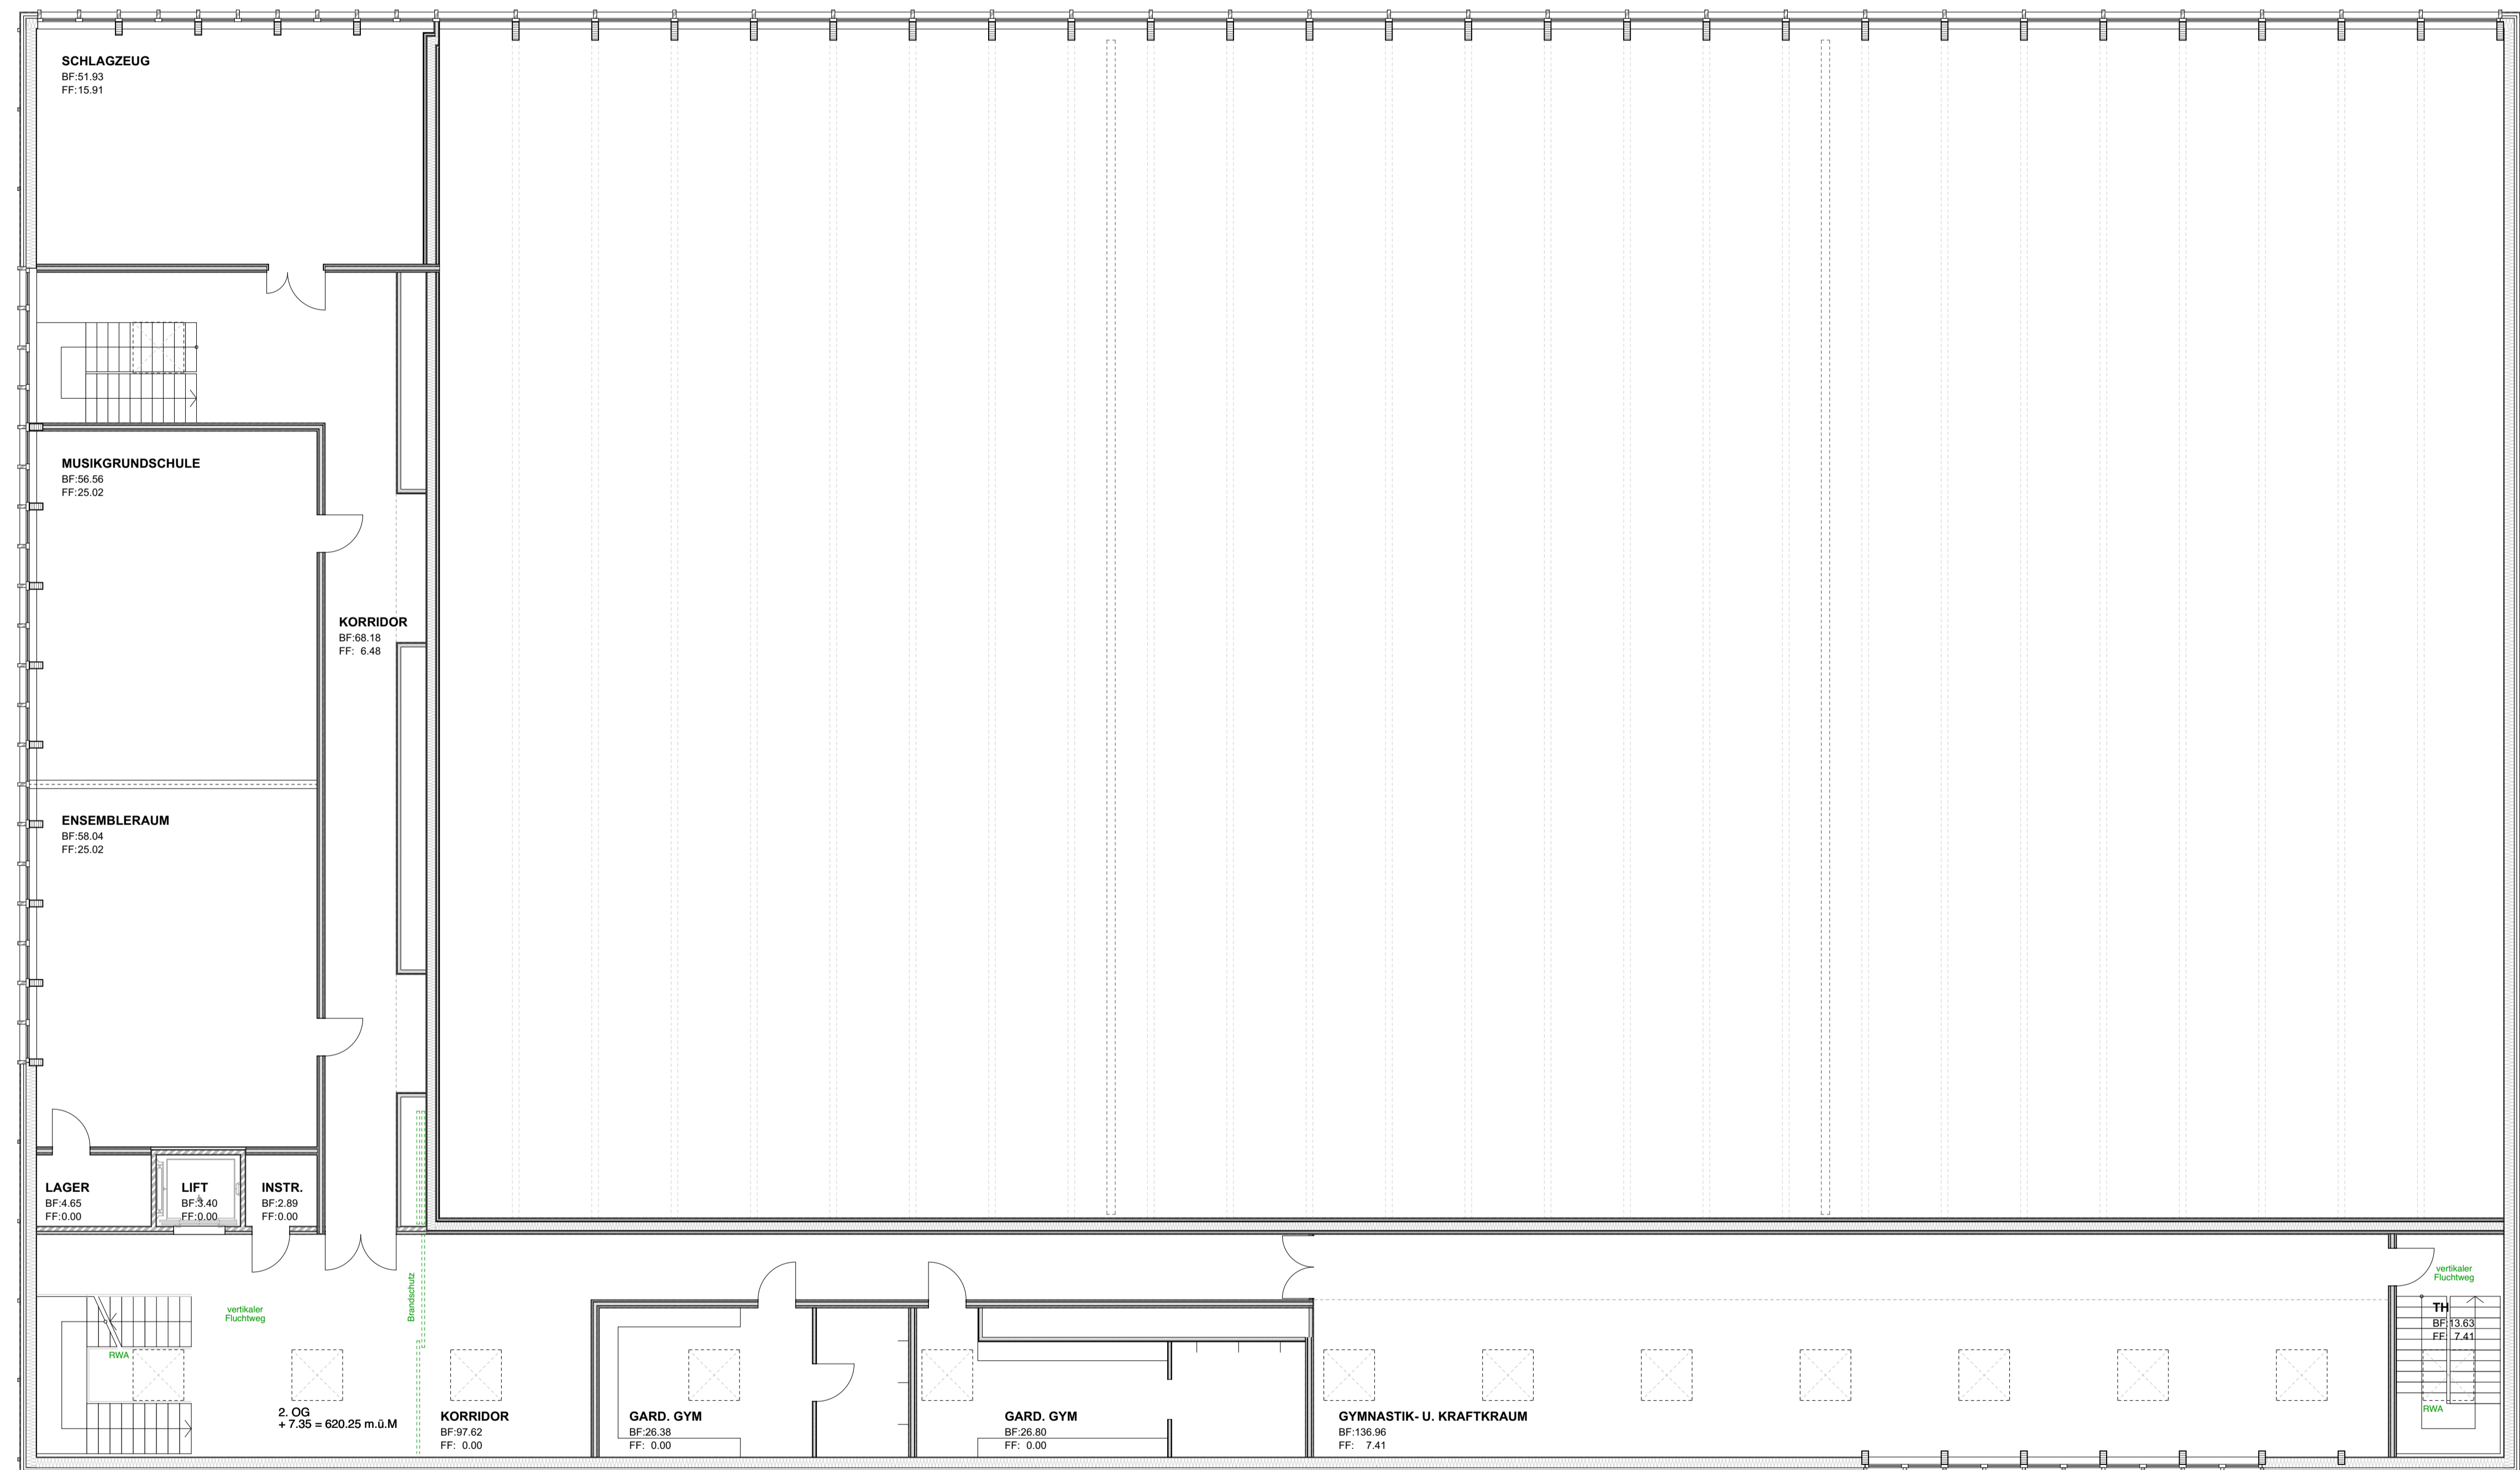 SCHLAGZEUG
BF:51.93
FF:15.91
MUSIKGRUNDSCHULE
BF:56.56
FF:25.02
KORRIDOR
BF:68.18
FF: 6.48
ENSEMBLERAUM
BF:58.04
FF:25.02
LAGER
BF:4.65
FF:0.00
LIFT
BF:3.40
FF:0.00
INSTR.
BF:2.89
FF:0.00
vertikaler
Fluchtweg
RWA
Brandschutz
2. OG
+ 7.35 = 620.25 m.ü.M
KORRIDOR
BF:97.62
FF: 0.00
GARD. GYM
BF:26.38
FF: 0.00
GARD. GYM
BF:26.80
FF: 0.00
GYMNASTIK- U. KRAFTKRAUM
BF:136.96
FF: 7.41
vertikaler
Fluchtweg
TH
BF:13.63
FF: 7.41
RWA